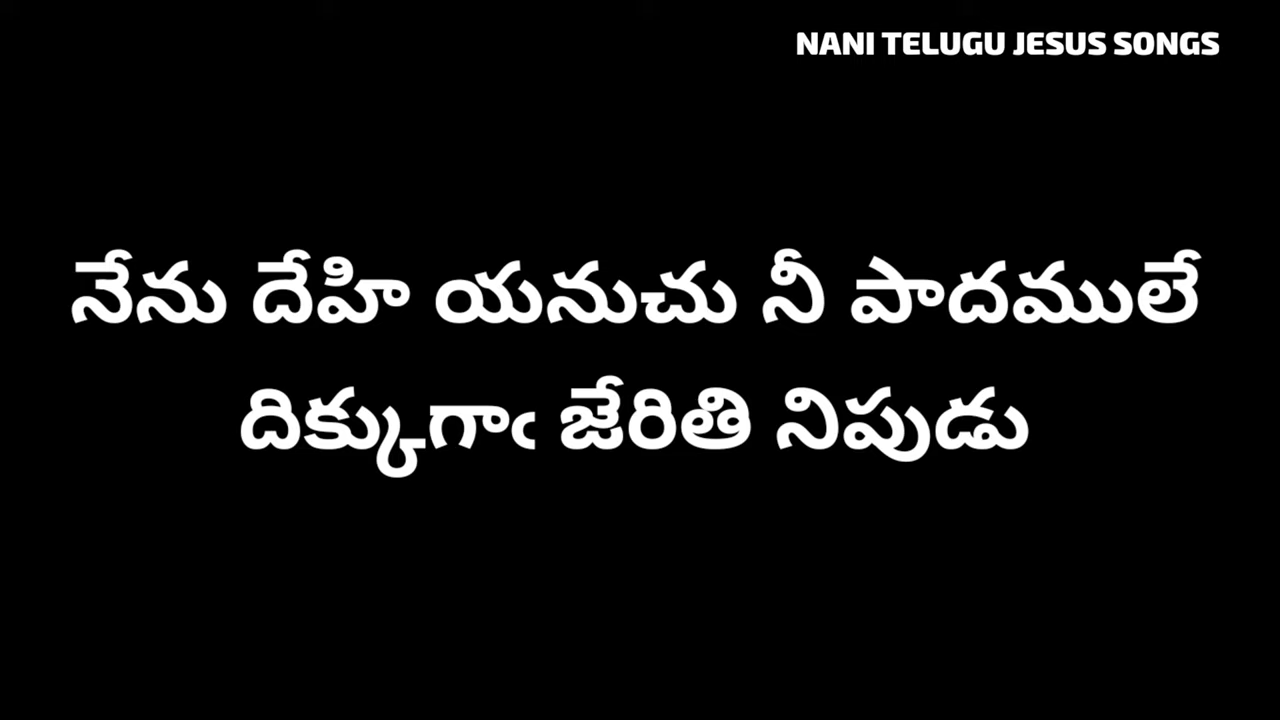 NANI TELUGU JESUS SONGS
నేను దేహి యనుచు నీ పాదములే
దిక్కుగాఁ జేరితి నిపుడు